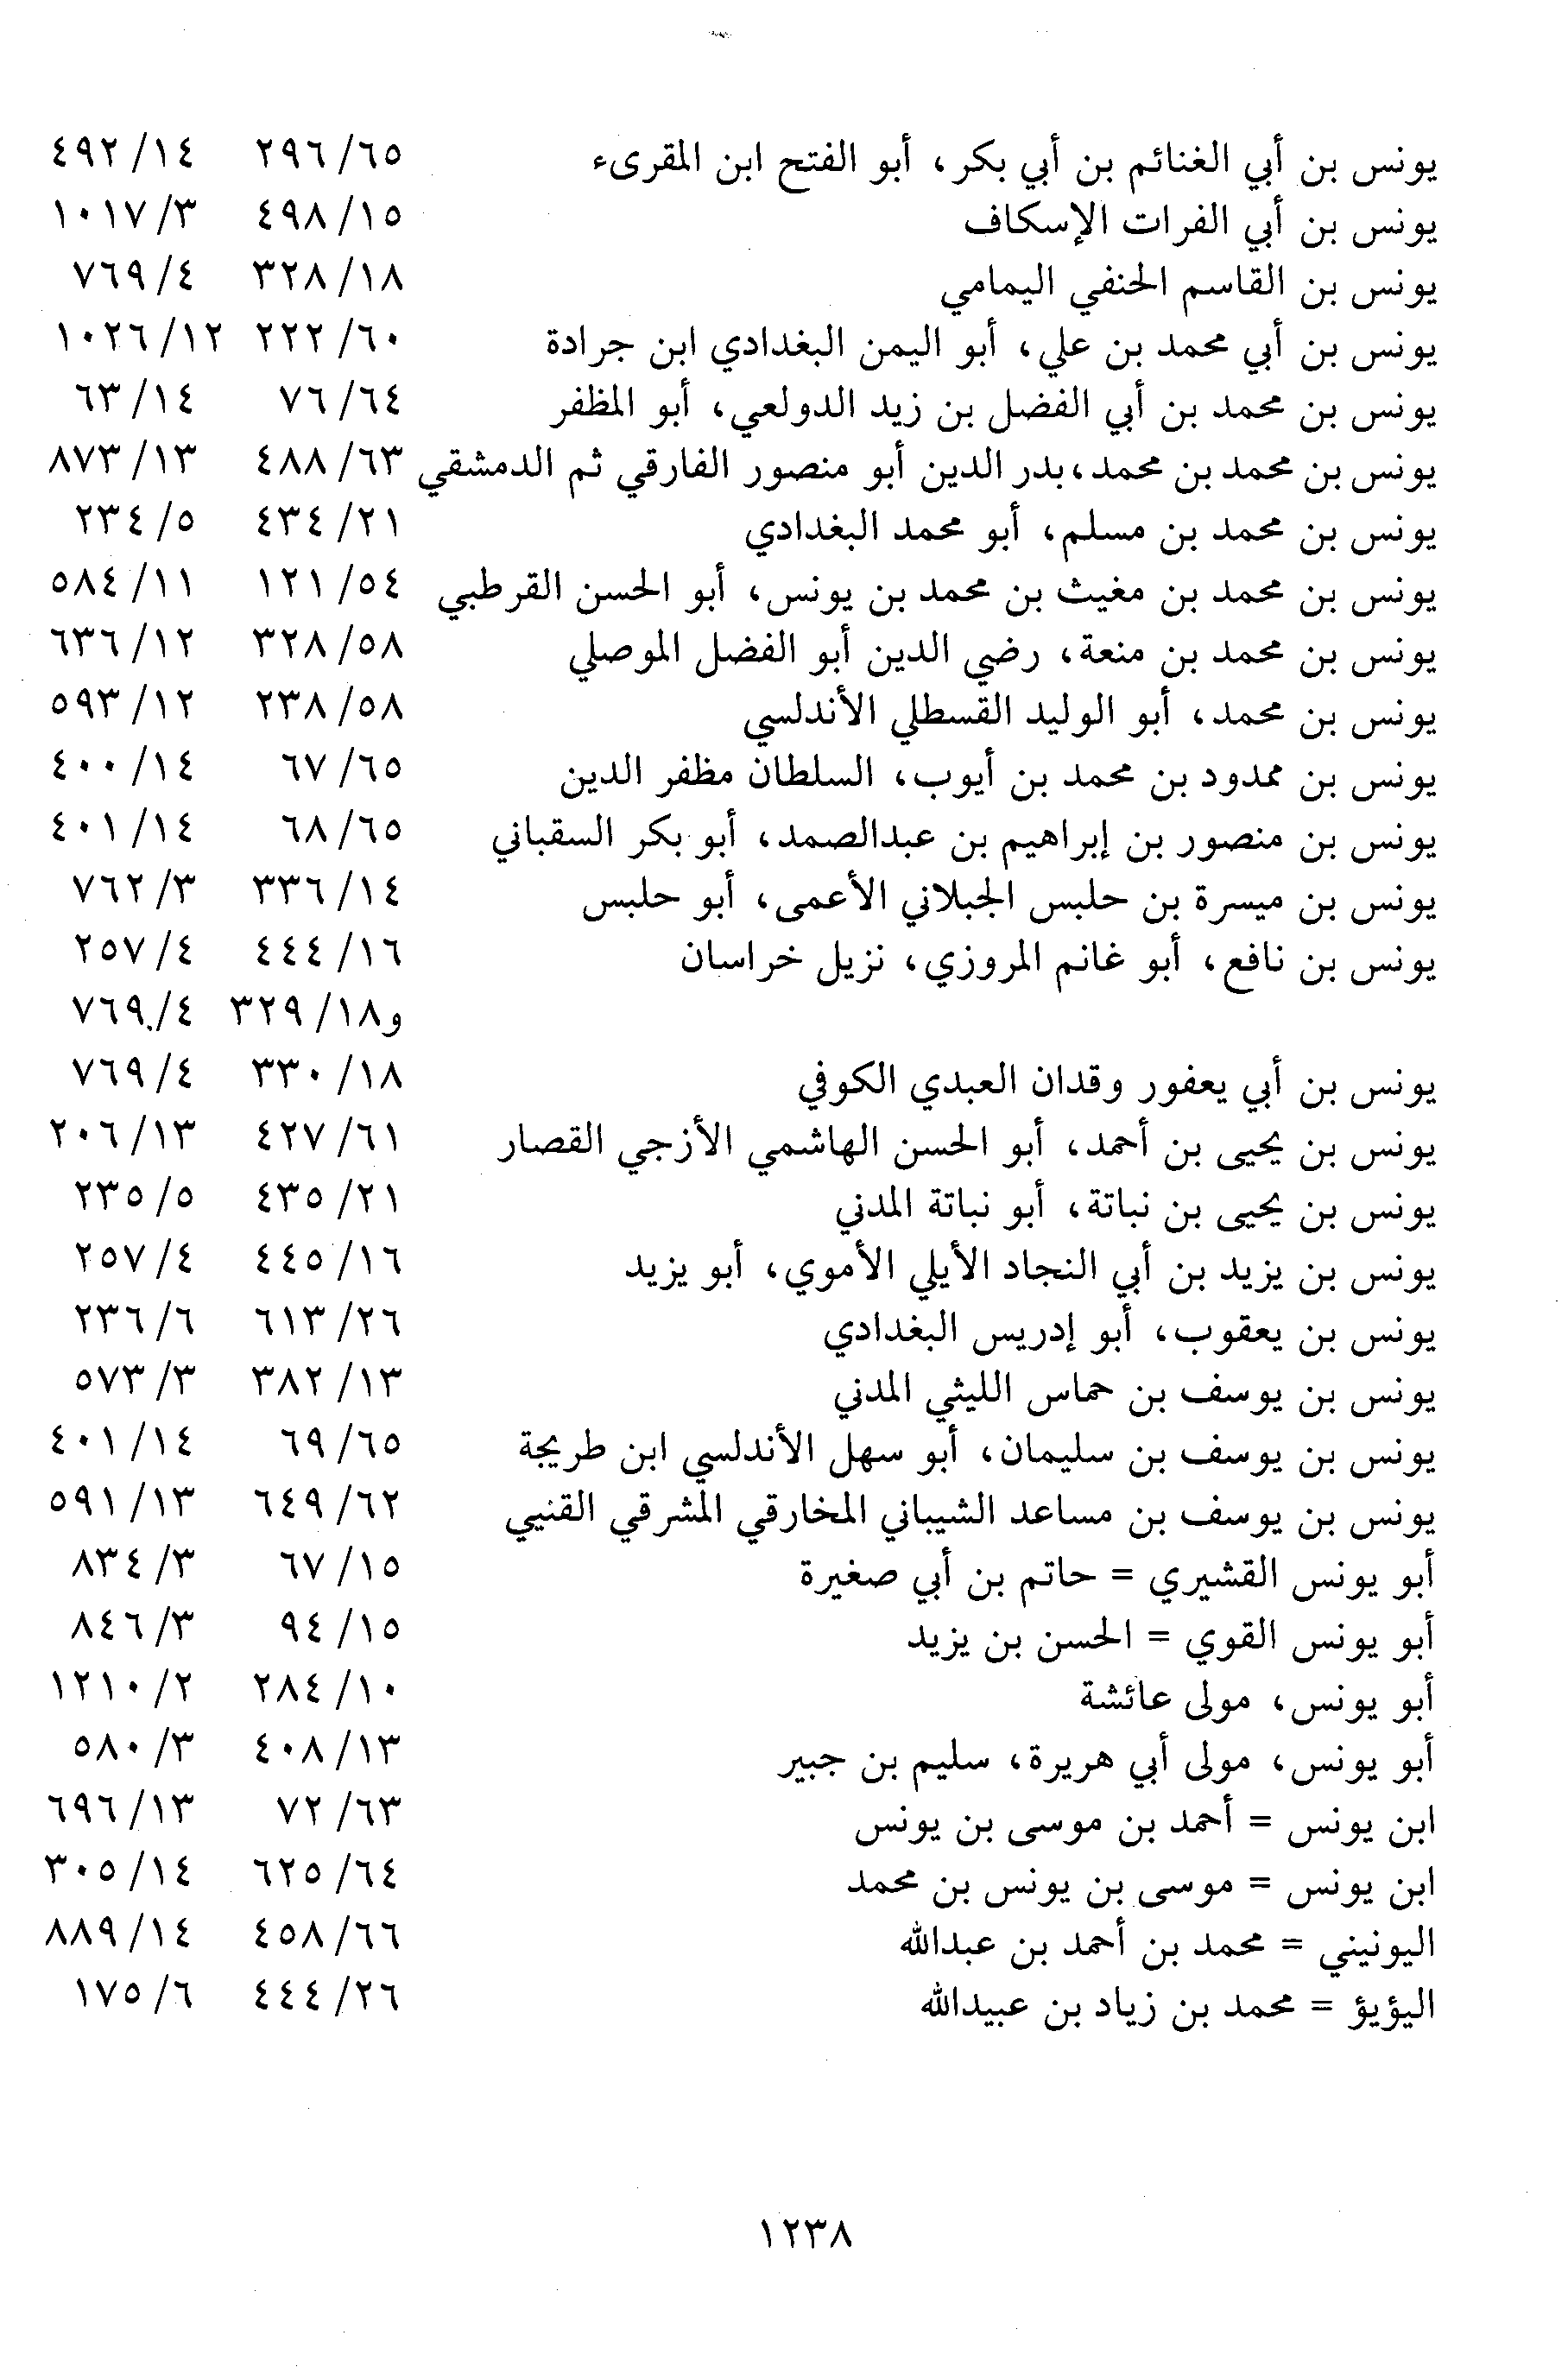 يونس بن أبي الغنائم بن أبي بكر، أبو الفتح ابن المقرىء ٦٥/ ٢٩٦ ١٤/ ٤٩٢
يونس بن أبي الفرات الإسكاف ١٥/ ٤٩٨ ٣/ ١٠١٧
يونس بن القاسم الحنفي اليمامي ١٨/ ٣٢٨ ٤/ ٧٦٩
يونس بن أبي محمد بن علي، أبو اليمن البغدادي ابن جرادة ٦٠/ ٢٢٢ ١٢/ ١٠٢٦
يونس بن محمد بن أبي الفضل بن زيد الدولعي، أبو المظفر ٦٤/ ٧٦ ١٤/ ٦٣
يونس بن محمد بن محمد،بدر الدين أبو منصور الفارقي ثم الدمشقي ٦٣/ ٤٨٨ ١٣/ ٨٧٣
يونس بن محمد بن مسلم، أبو محمد البغدادي ٢١/ ٤٣٤ ٥/ ٢٣٤
يونس بن محمد بن مغيث بن محمد بن يونس، أبو الحسن القرطبي ٥٤/ ١٢١ ١١/ ٥٨٤
يونس بن محمد بن منعة، رضي الدين أبو الفضل الموصلي ٥٨/ ٣٢٨ ١٢/ ٦٣٦
يونس بن محمد، أبو الوليد القسطلي الأندلسي ٥٨/ ٢٣٨ ١٢/ ٥٩٣
يونس بن ممدود بن محمد بن أيوب، السلطان مظفر الدين ٦٥/ ٦٧ ١٤/ ٤٠٠
يونس بن منصور بن إبراهيم بن عبدالصمد، أبو بكر السقباني ٦٥/ ٦٨ ١٤/ ٤٠١
يونس بن ميسرة بن حلبس الجبلاني الأعمى، أبو حلبس ١٤/ ٣٣٦ ٣/ ٧٦٢
يونس بن نافع، أبو غانم المروزي، نزيل خراسان ١٦/ ٤٤٤ ٤/ ٢٥٧
و١٨/ ٣٢٩ ٤/ ٧٦٩
يونس بن أبي يعفور وقدان العبدي الكوفي ١٨/ ٣٣٠ ٤/ ٧٦٩
يونس بن يحيى بن أحمد، أبو الحسن الهاشمي الأزجي القصار ٦١/ ٤٢٧ ١٣/ ٢٠٦
يونس بن يحيى بن نباتة، أبو نباتة المدني ٢١/ ٤٣٥ ٥/ ٢٣٥
يونس بن يزيد بن أبي النجاد الأيلي الأموي، أبو يزيد ١٦/ ٤٤٥ ٤/ ٢٥٧
يونس بن يعقوب، أبو إدريس البغدادي ٢٦/ ٦١٣ ٦/ ٢٣٦
يونس بن يوسف بن حماس الليثي المدني ١٣/ ٣٨٢ ٣/ ٥٧٣
يونس بن يوسف بن سليمان، أبو سهل الأندلسي ابن طريجة ٦٥/ ٦٩ ١٤/ ٤٠١
يونس بن يوسف بن مساعد الشيباني المخارقي المشرقي القنيي ٦٢/ ٦٤٩ ١٣/ ٥٩١
أبو يونس القشيري = حاتم بن أبي صغيرة ١٥/ ٦٧ ٣/ ٨٣٤
أبو يونس القوي = الحسن بن يزيد ١٥/ ٩٤ ٣/ ٨٤٦
أبو يونس، مولى عائشة ١٠/ ٢٨٤ ٢/ ١٢١٠
أبو يونس، مولى أبي هريرة، سليم بن جبير ١٣/ ٤٠٨ ٣/ ٥٨٠
ابن يونس = أحمد بن موسى بن يونس ٦٣/ ٧٢ ١٣/ ٦٩٦
ابن يونس = موسى بن يونس بن محمد ٦٤/ ٦٢٥ ١٤/ ٣٠٥
اليونيني = محمد بن أحمد بن عبدالله ٦٦/ ٤٥٨ ١٤/ ٨٨٩
اليؤيؤ = محمد بن زياد بن عبيدالله ٢٦/ ٤٤٤ ٦/ ١٧٥
١٢٣٨